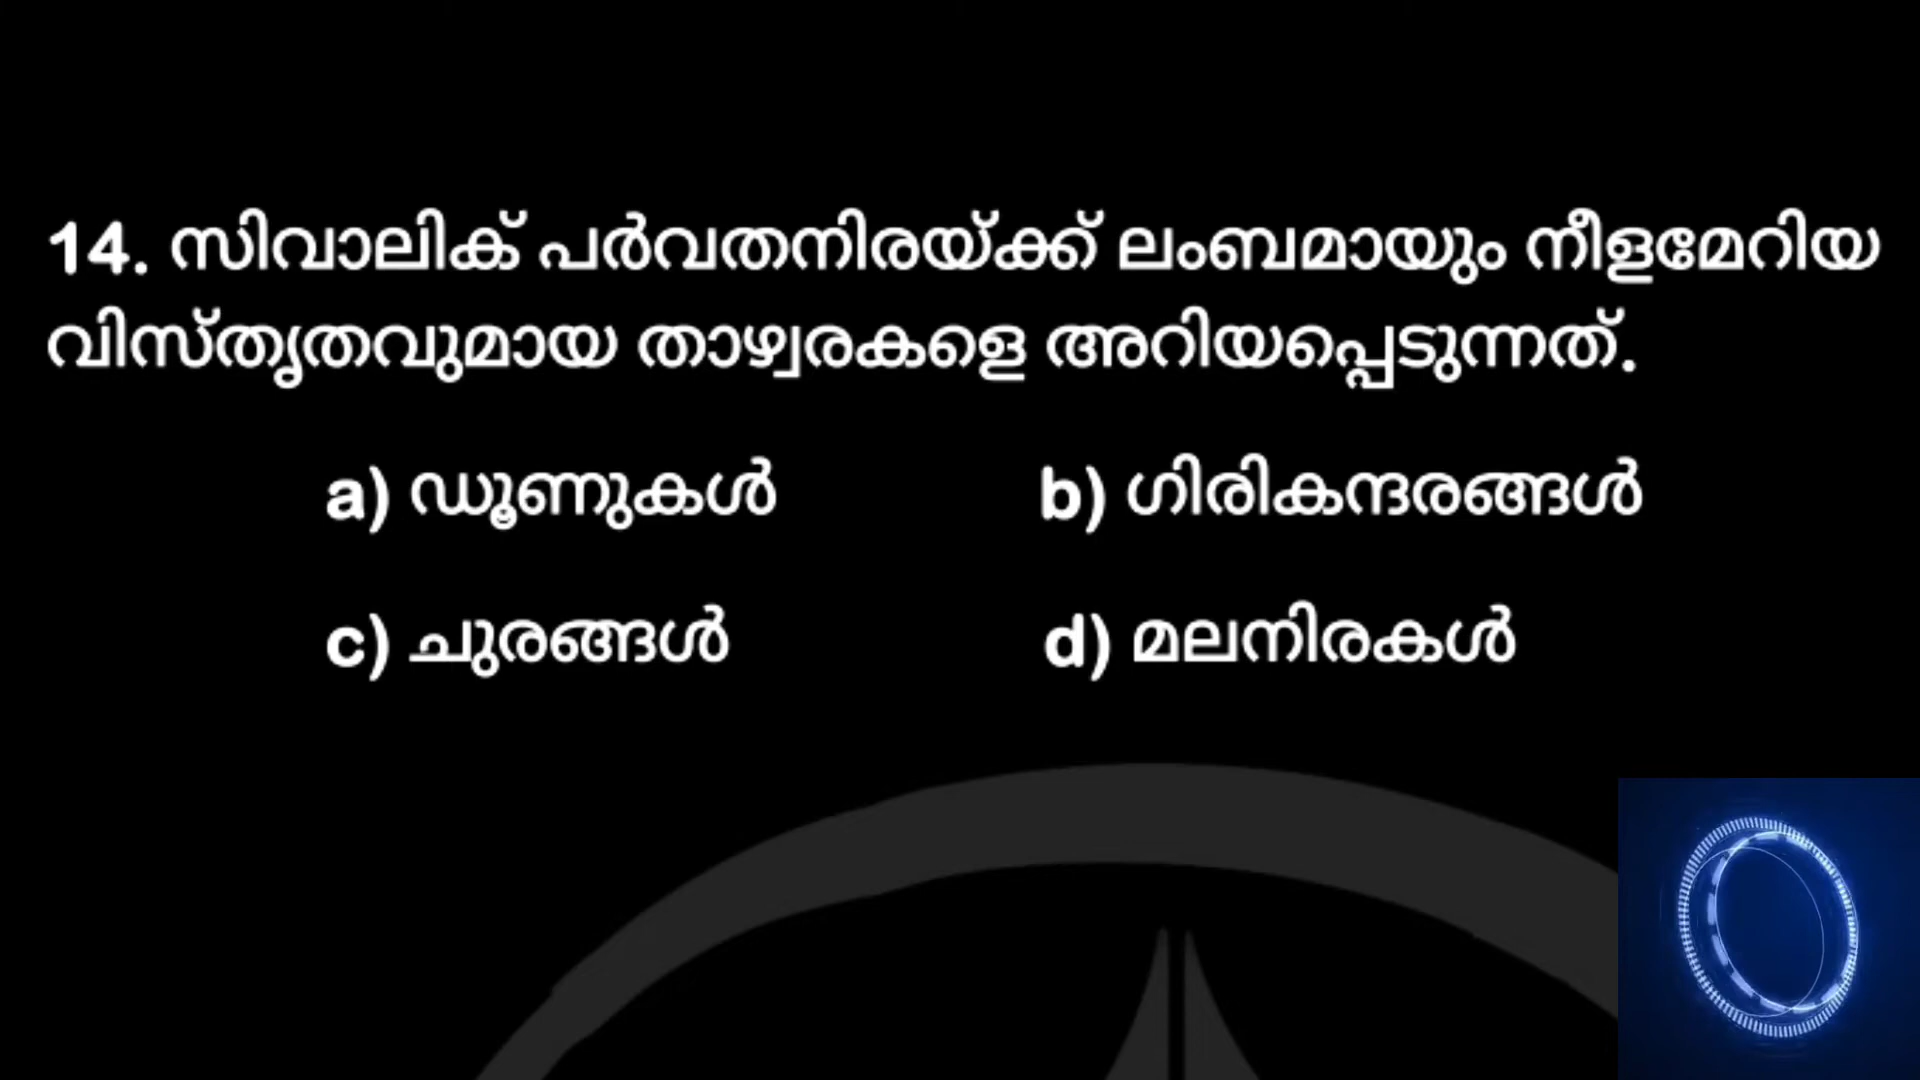 14. സിവാലിക് പർവതനിരയ്ക്ക് ലംബമായും നീളമേറിയ
വിസ്തൃതവുമായ താഴ്വരകളെ അറിയപ്പെടുന്നത്.
a) ഡൂണുകൾ b) ഗിരികന്ദരങ്ങൾ
c) ചുരങ്ങൾ d) മലനിരകൾ